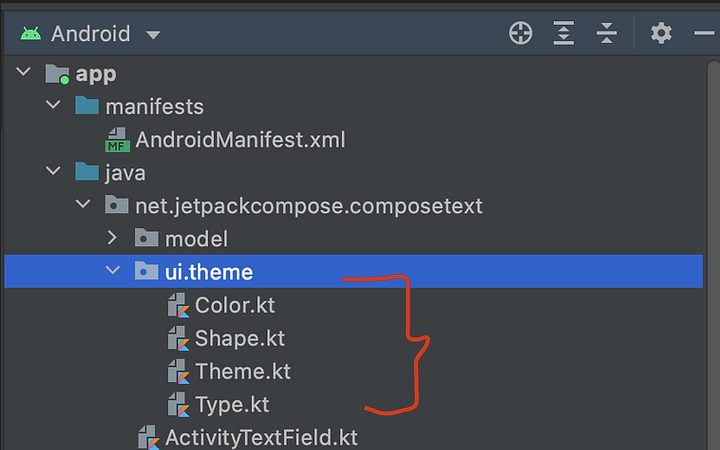 Android
app
manifests
MF AndroidManifest.xml
java
net.jetpackcompose.composetext
model
ui.theme
Color.kt
Shape.kt
Theme.kt
Type.kt
ActivityTextField.kt